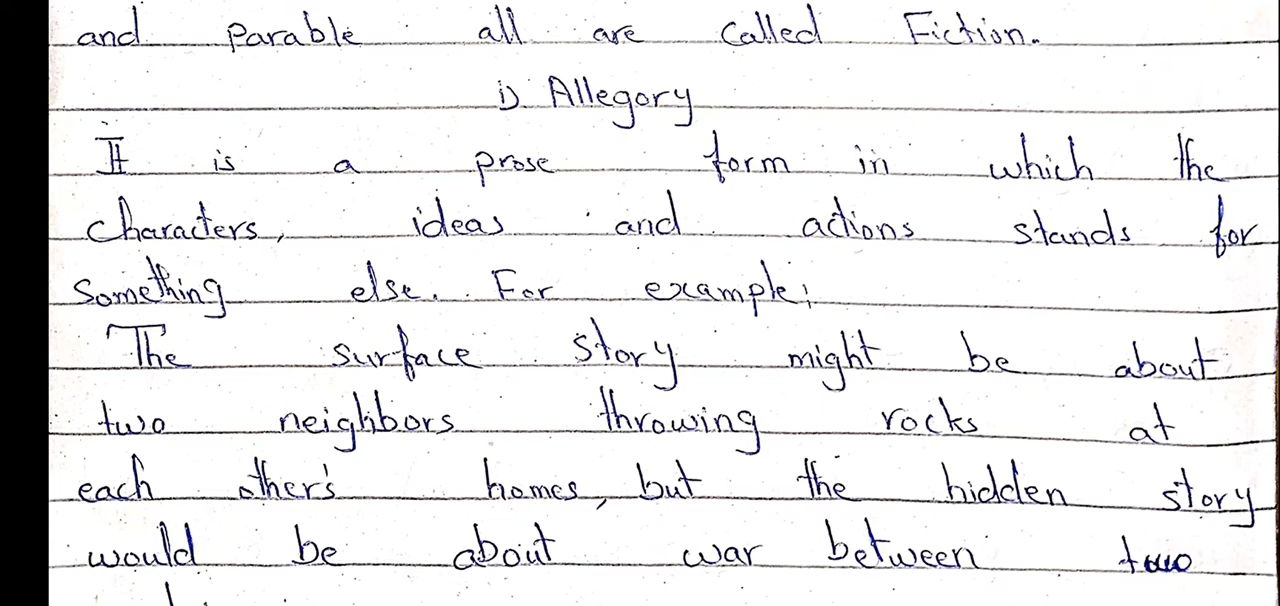 and Parable all are Called Fiction.
i) Allegory
It is a prose form in which the
characters, ideas and actions stands for
Something else. For example;
The surface story might be about
two neighbors throwing rocks at
each other's homes, but the hidden story
would be about war between two